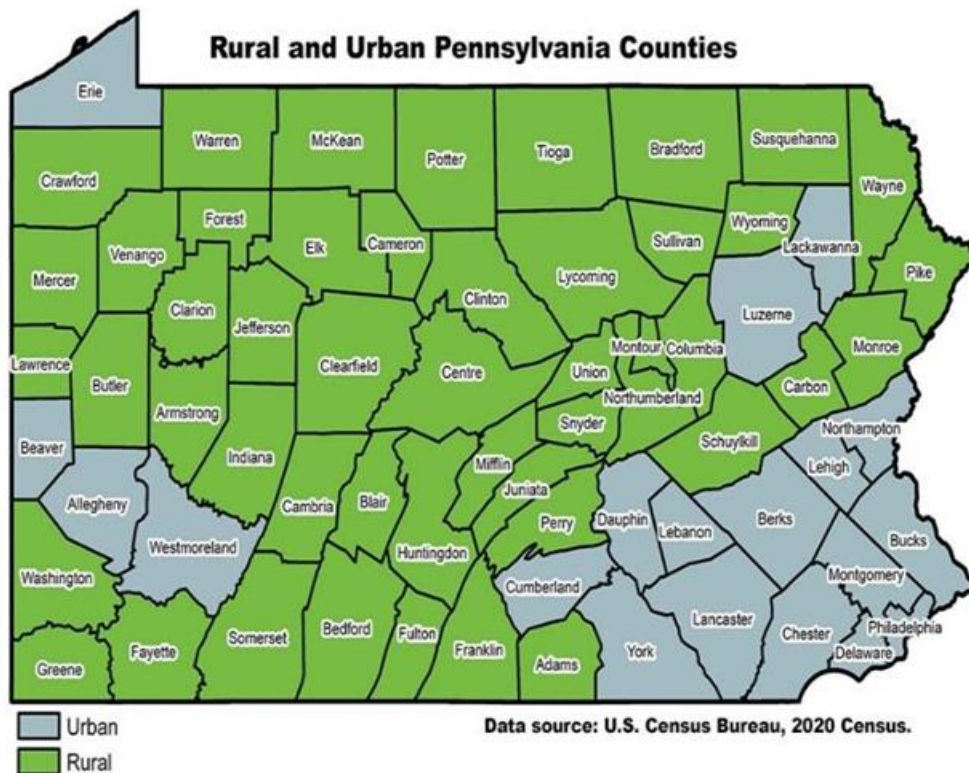 Rural and Urban Pennsylvania Counties
Erie
Warren
McKean
Potter
Tioga
Bradford
Susquehanna
Crawford
Wayne
Forest
Wyoming
Lackawanna
Venango
Elk
Cameron
Sullivan
Mercer
Lycoming
Pike
Clarion
Clinton
Luzerne
Jefferson
Lawrence
Butler
Clearfield
Centre
Union
Montour
Columbia
Monroe
Carbon
Armstrong
Northumberland
Snyder
Northampton
Beaver
Indiana
Mifflin
Schuylkill
Lehigh
Allegheny
Cambria
Blair
Juniata
Westmoreland
Perry
Dauphin
Lebanon
Berks
Bucks
Huntingdon
Washington
Cumberland
Montgomery
Lancaster
Philadelphia
Somerset
Bedford
Fulton
Franklin
Chester
Delaware
Greene
Fayette
Adams
York
Urban
Rural
Data source: U.S. Census Bureau, 2020 Census.